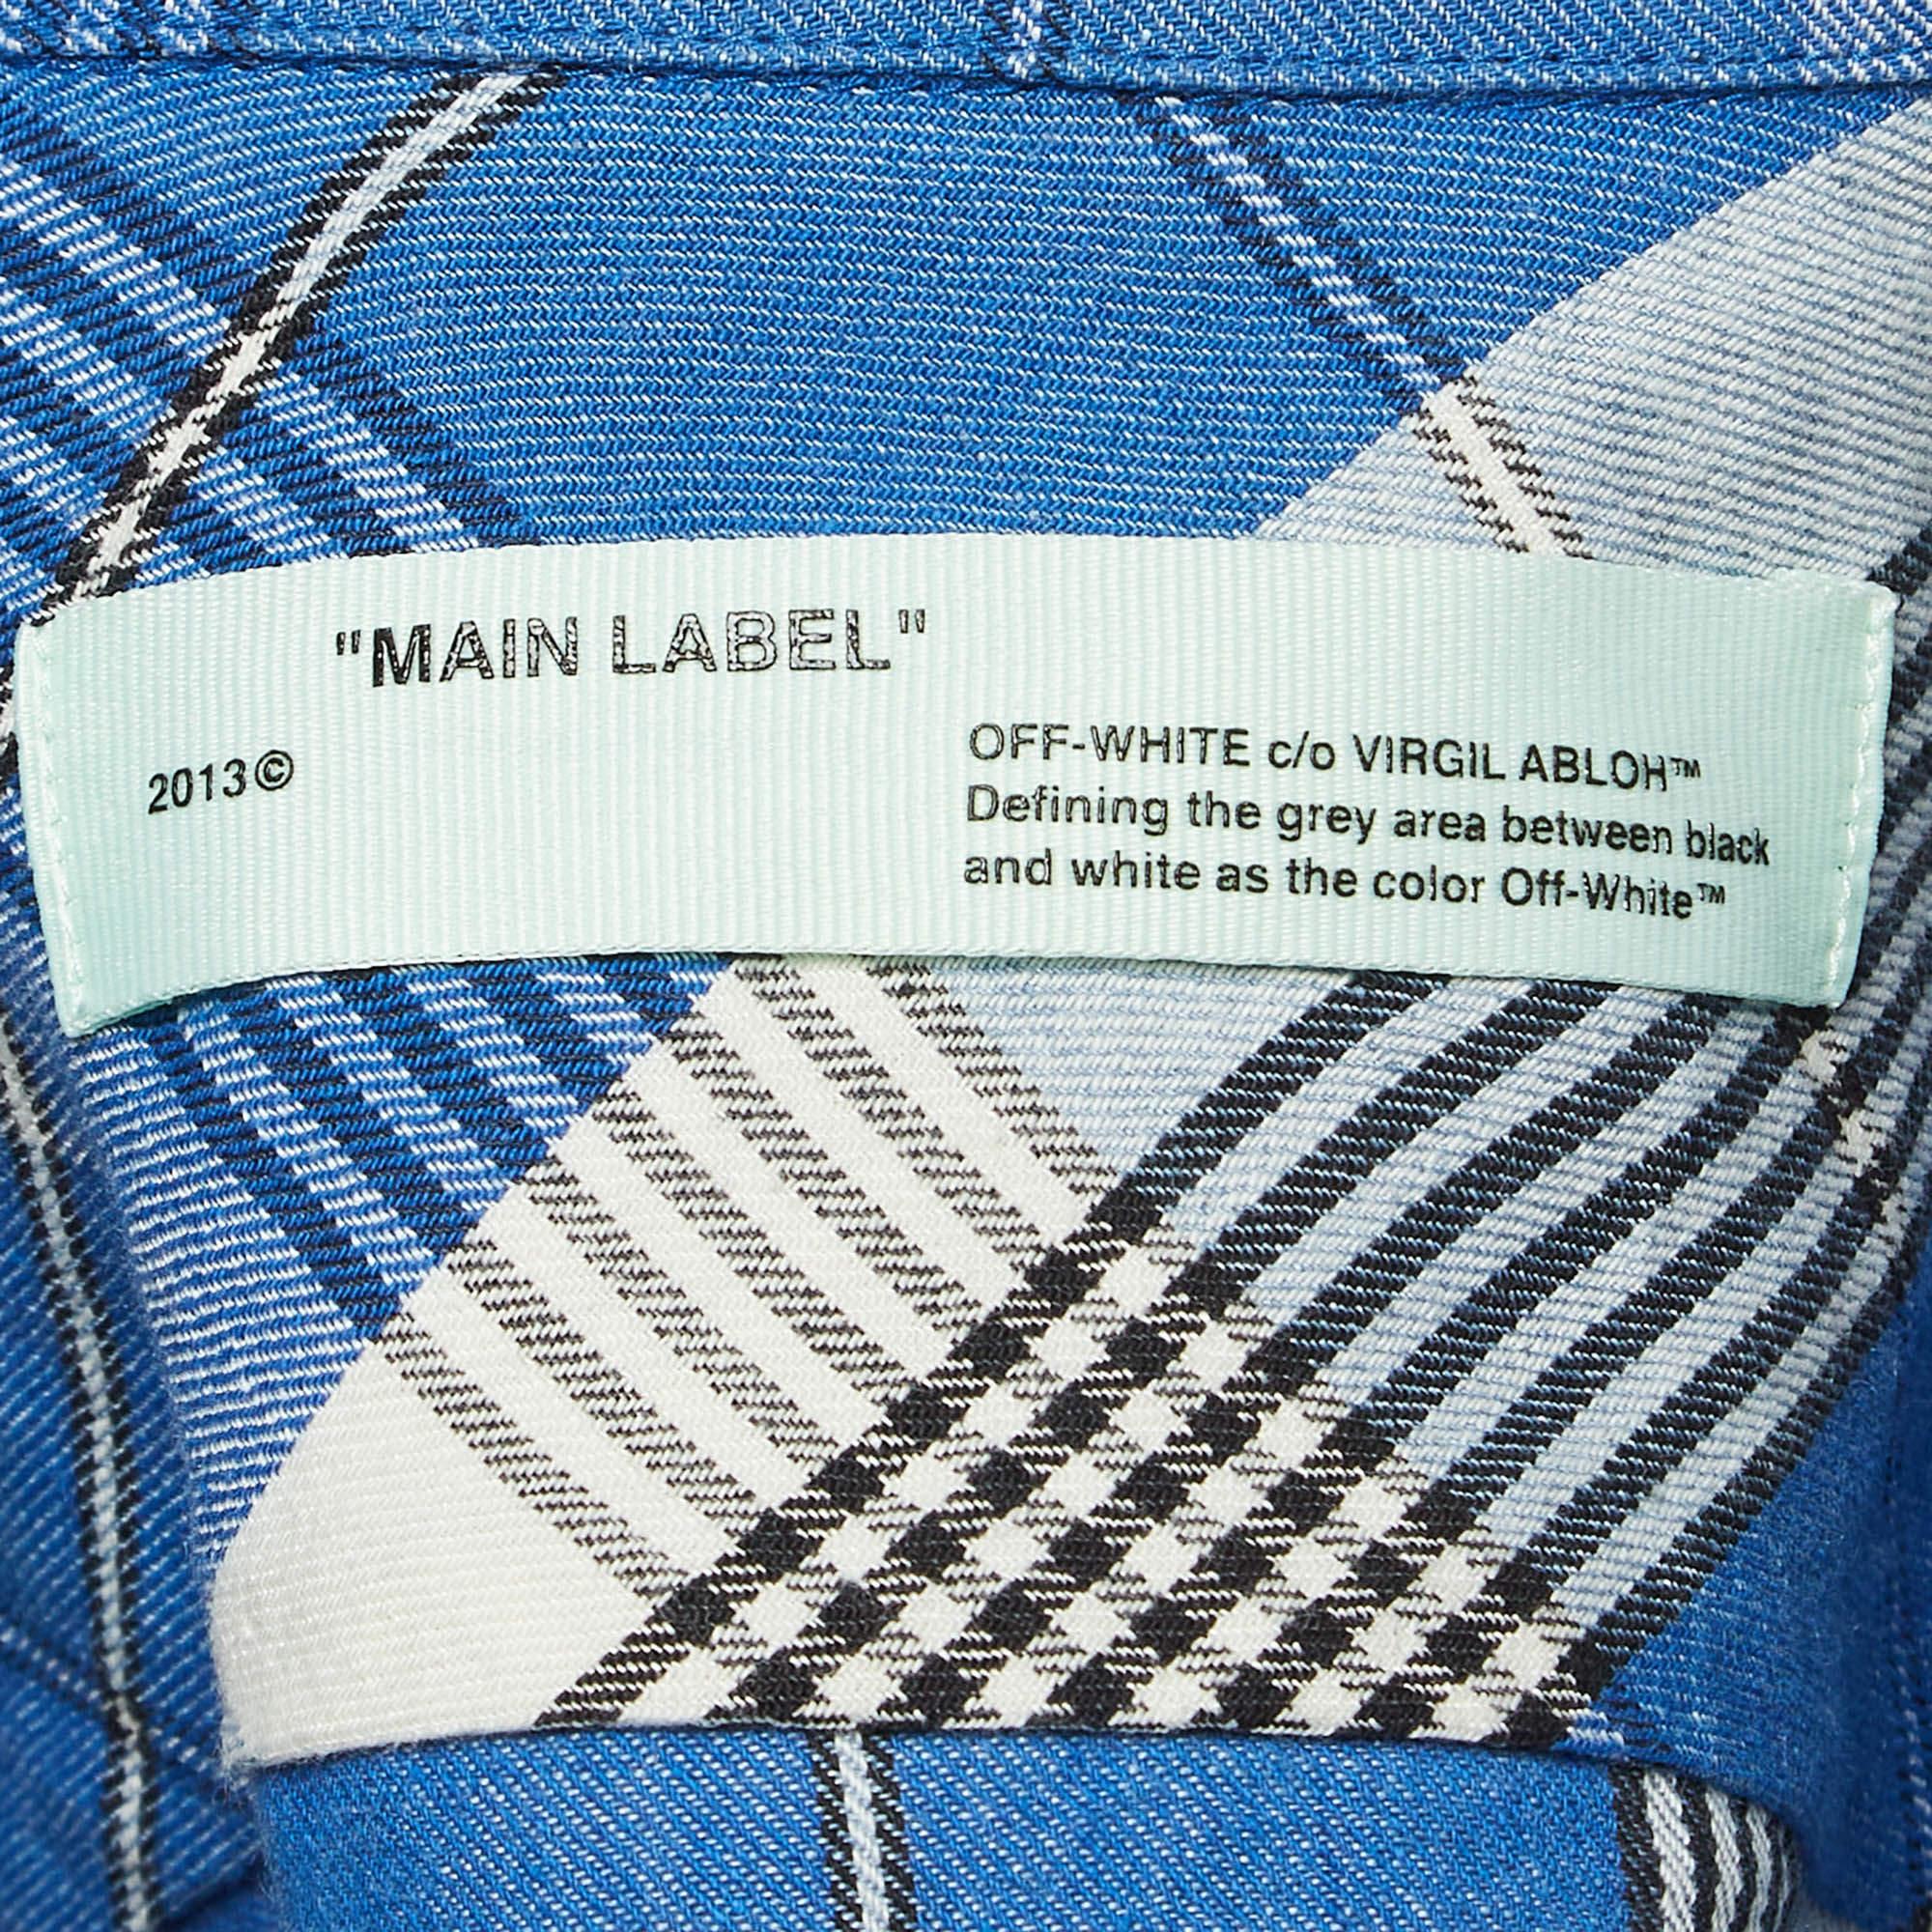 "MAIN LABEL"
2013©
OFF-WHITE c/o VIRGIL ABLOH™
Defining the grey area between black
and white as the color Off-White™